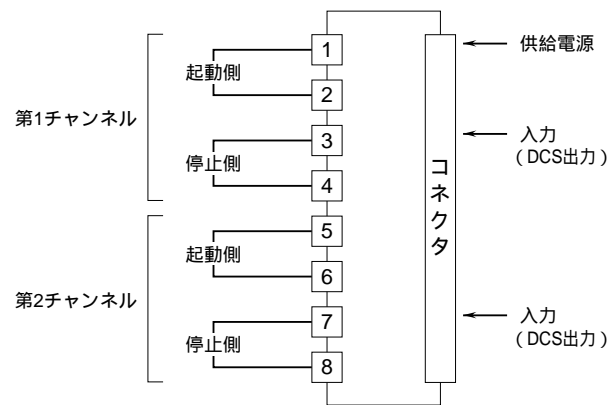 第1チャンネル
起動側
停止側
第2チャンネル
起動側
停止側
1
2
3
4
5
6
7
8
コネクタ
供給電源
入力
（DCS出力）
入力
（DCS出力）